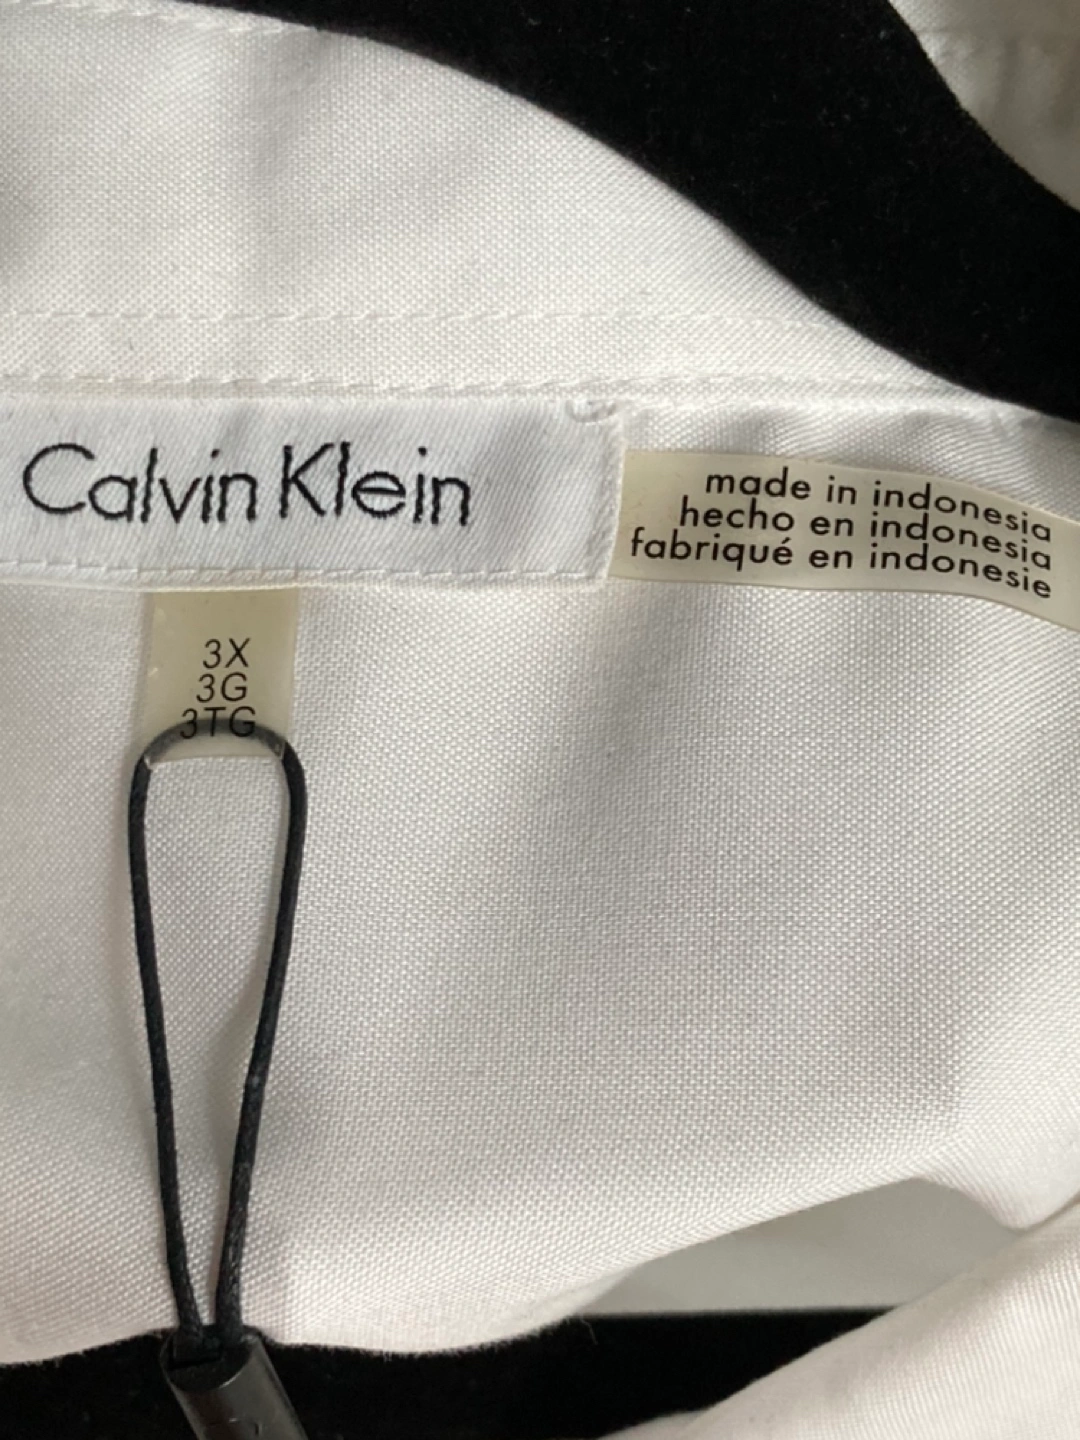 Calvin Klein
made in indonesia
hecho en indonesia
fabriqué en indonesie
3X
3G
3TG